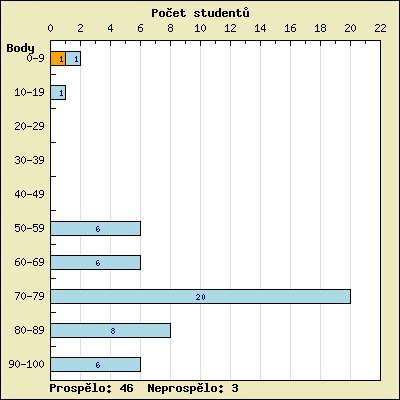 Počet studentů
0 2 4 6 8 10 12 14 16 18 20 22
Body
0-9 1 1
10-19 1
20-29
30-39
40-49
50-59 6
60-69 6
70-79 20
80-89 8
90-100 6
Prospělo: 46 Neprospělo: 3